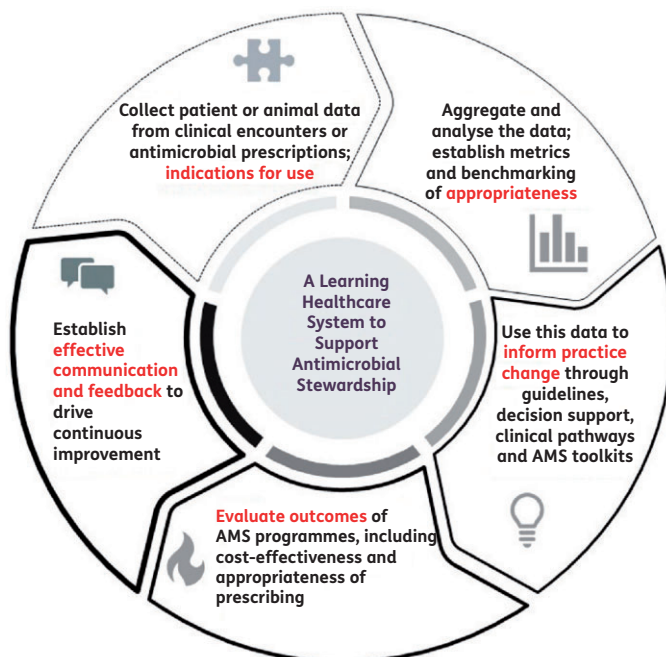 Collect patient or animal data
from clinical encounters or
antimicrobial prescriptions;
indications for use
Aggregate and
analyse the data;
establish metrics
and benchmarking
of appropriateness
Use this data to
inform practice
change through
guidelines,
decision support,
clinical pathways
and AMS toolkits
Evaluate outcomes of
AMS programmes, including
cost-effectiveness and
appropriateness of
prescribing
Establish
effective
communication
and feedback to
drive
continuous
improvement
A Learning
Healthcare
System to
Support
Antimicrobial
Stewardship